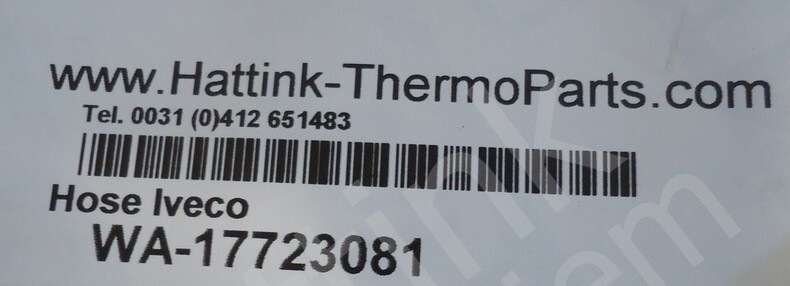 www.Hattink-ThermoParts.com
Tel. 0031 (0)412 651483
Hose Iveco
WA-17723081